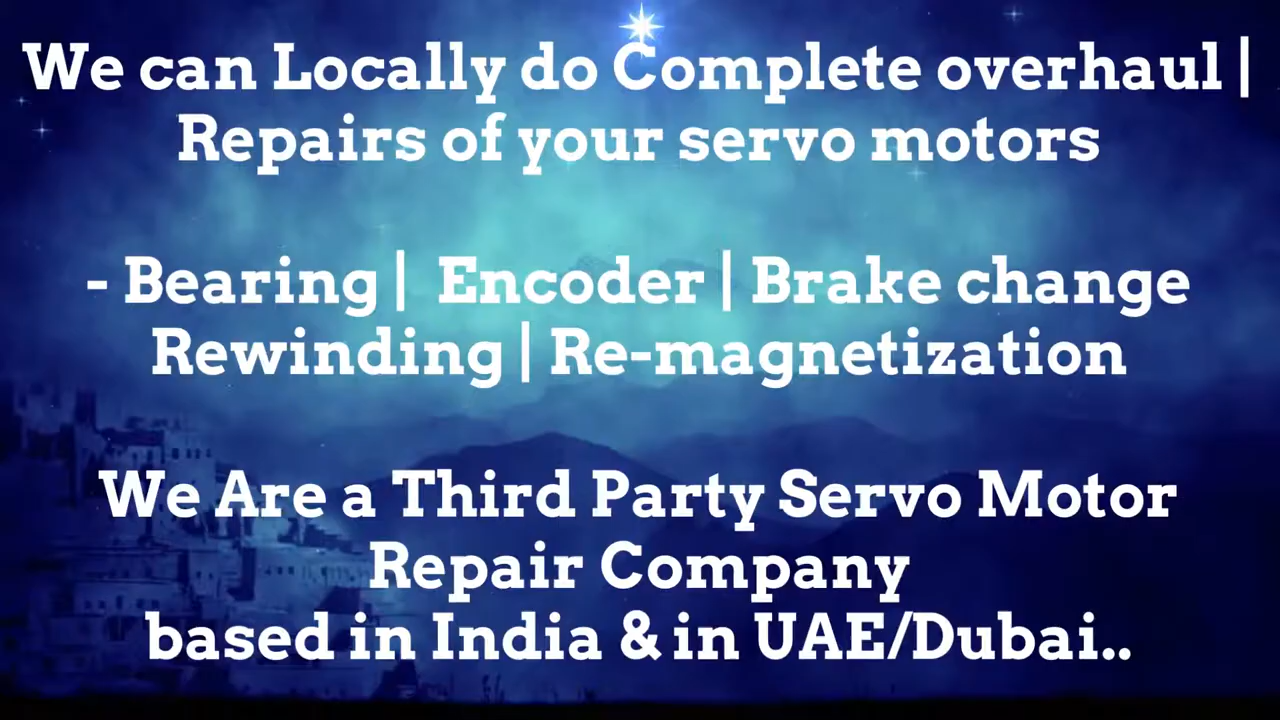 We can Locally do Complete overhaul |
Repairs of your servo motors
- Bearing | Encoder | Brake change
Rewinding | Re-magnetization
We Are a Third Party Servo Motor
Repair Company
based in India & in UAE/Dubai..